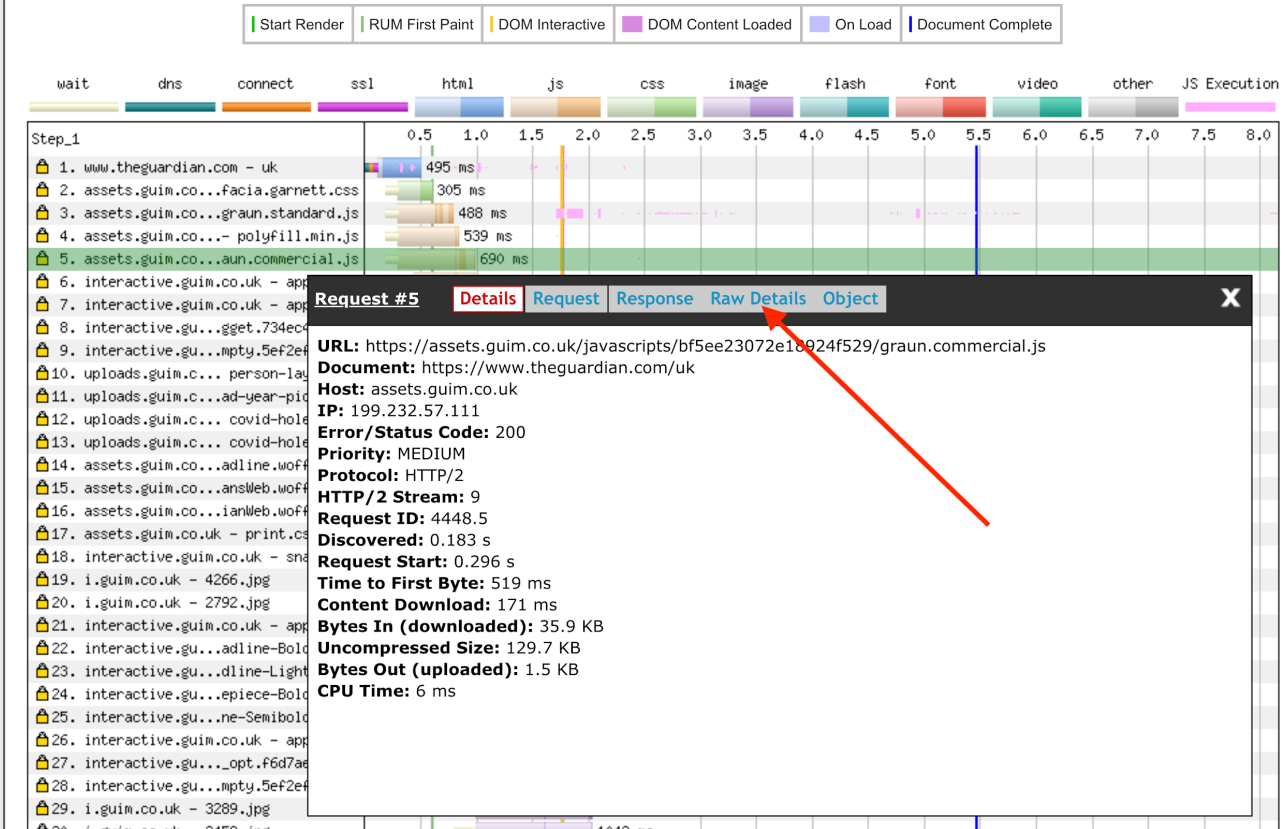 Start Render RUM First Paint DOM Interactive DOM Content Loaded On Load Document Complete
wait dns connect ssl html js css image flash font video other JS Execution
Step_1 0.5 1.0 1.5 2.0 2.5 3.0 3.5 4.0 4.5 5.0 5.5 6.0 6.5 7.0 7.5 8.0
1. www.theguardian.com - uk 495 ms
2. assets.guim.co...facia.garnett.css 305 ms
3. assets.guim.co...graun.standard.js 488 ms
4. assets.guim.co...- polyfill.min.js 539 ms
5. assets.guim.co...aun.commercial.js 690 ms
6. interactive.guim.co.uk - app
7. interactive.guim.co.uk - app
8. interactive.gu...gget.734ec4
9. interactive.gu...mpty.5ef2ef
10. uploads.guim.c... person-lay
11. uploads.guim.c...ad-year-pic
12. uploads.guim.c... covid-hole
13. uploads.guim.c... covid-hole
14. assets.guim.co...adline.woff
15. assets.guim.co...ansWeb.woff
16. assets.guim.co...ianWeb.woff
17. assets.guim.co.uk - print.cs
18. interactive.guim.co.uk - sna
19. i.guim.co.uk - 4266.jpg
20. i.guim.co.uk - 2792.jpg
21. interactive.guim.co.uk - app
22. interactive.gu...adline-Bold
23. interactive.gu...dline-Light
24. interactive.gu...epiece-Bold
25. interactive.gu...ne-Semibold
26. interactive.guim.co.uk - app
27. interactive.gu..._opt.f6d7ae
28. interactive.gu...mpty.5ef2ef
29. i.guim.co.uk - 3289.jpg
Request #5 Details Request Response Raw Details Object X
URL: https://assets.guim.co.uk/javascripts/bf5ee23072e18924f529/graun.commercial.js
Document: https://www.theguardian.com/uk
Host: assets.guim.co.uk
IP: 199.232.57.111
Error/Status Code: 200
Priority: MEDIUM
Protocol: HTTP/2
HTTP/2 Stream: 9
Request ID: 4448.5
Discovered: 0.183 s
Request Start: 0.296 s
Time to First Byte: 519 ms
Content Download: 171 ms
Bytes In (downloaded): 35.9 KB
Uncompressed Size: 129.7 KB
Bytes Out (uploaded): 1.5 KB
CPU Time: 6 ms